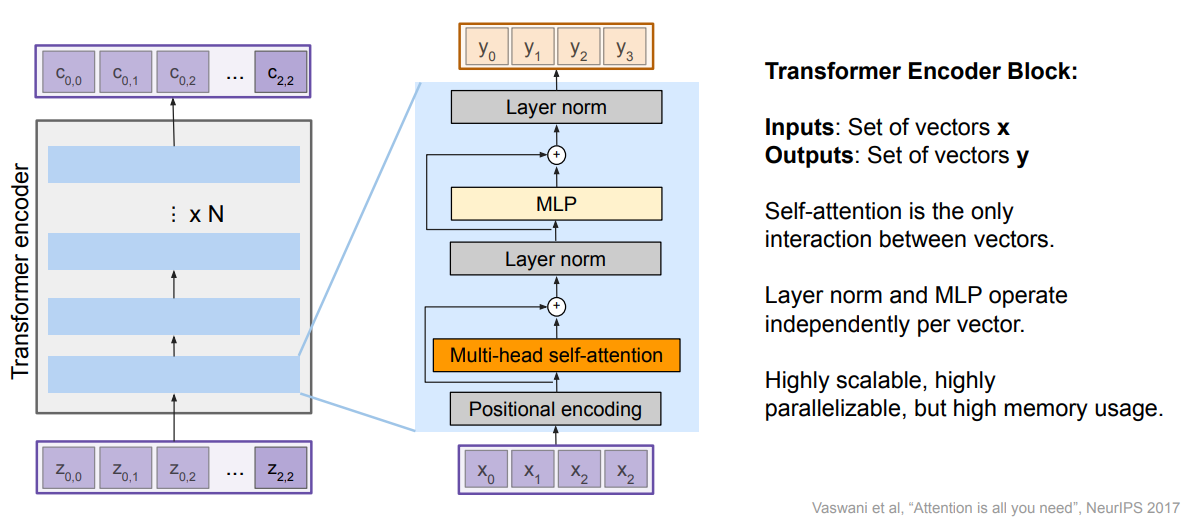 Transformer encoder
c0,0 c0,1 c0,2 ... c2,2
⋮ x N
z0,0 z0,1 z0,2 ... z2,2
y0 y1 y2 y3
Layer norm
+
MLP
Layer norm
+
Multi-head self-attention
Positional encoding
x0 x1 x2 x2
Transformer Encoder Block:
Inputs: Set of vectors x
Outputs: Set of vectors y
Self-attention is the only
interaction between vectors.
Layer norm and MLP operate
independently per vector.
Highly scalable, highly
parallelizable, but high memory usage.
Vaswani et al, “Attention is all you need”, NeurIPS 2017